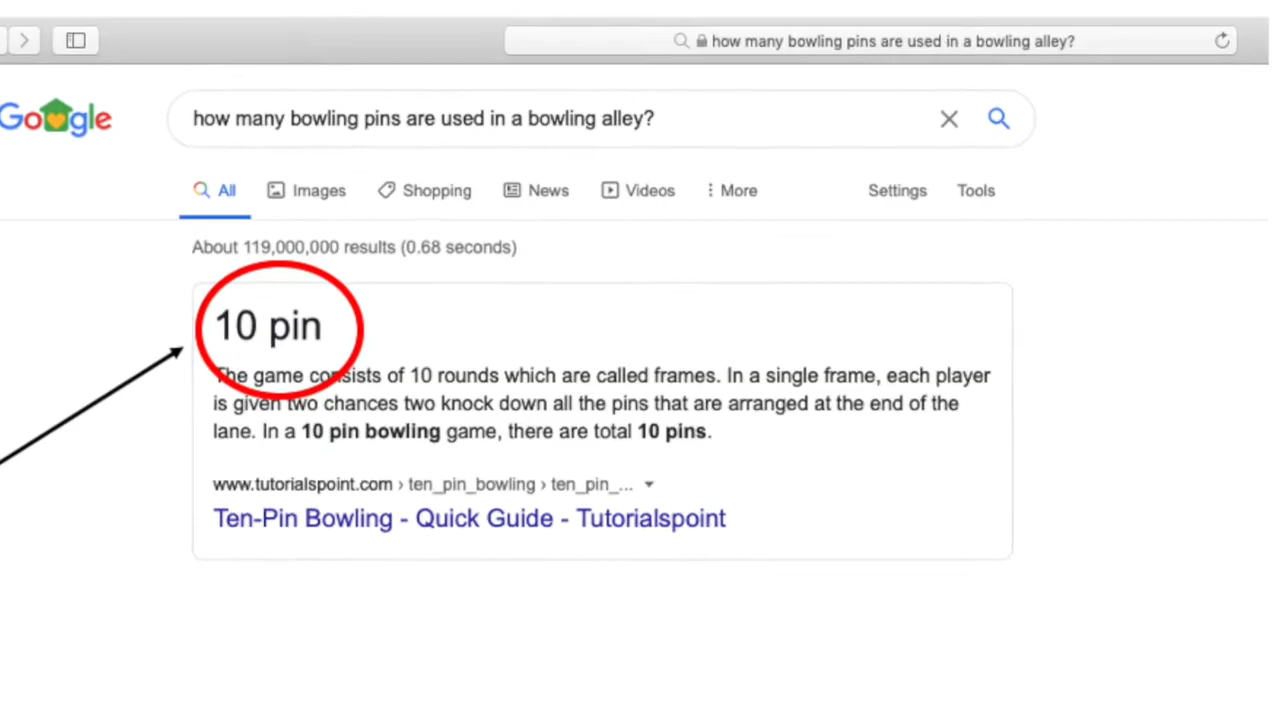 how many bowling pins are used in a bowling alley?
Google
how many bowling pins are used in a bowling alley?
All Images Shopping News Videos More Settings Tools
About 119,000,000 results (0.68 seconds)
10 pin
The game consists of 10 rounds which are called frames. In a single frame, each player
is given two chances two knock down all the pins that are arranged at the end of the
lane. In a 10 pin bowling game, there are total 10 pins.
www.tutorialspoint.com › ten_pin_bowling › ten_pin_...
Ten-Pin Bowling - Quick Guide - Tutorialspoint